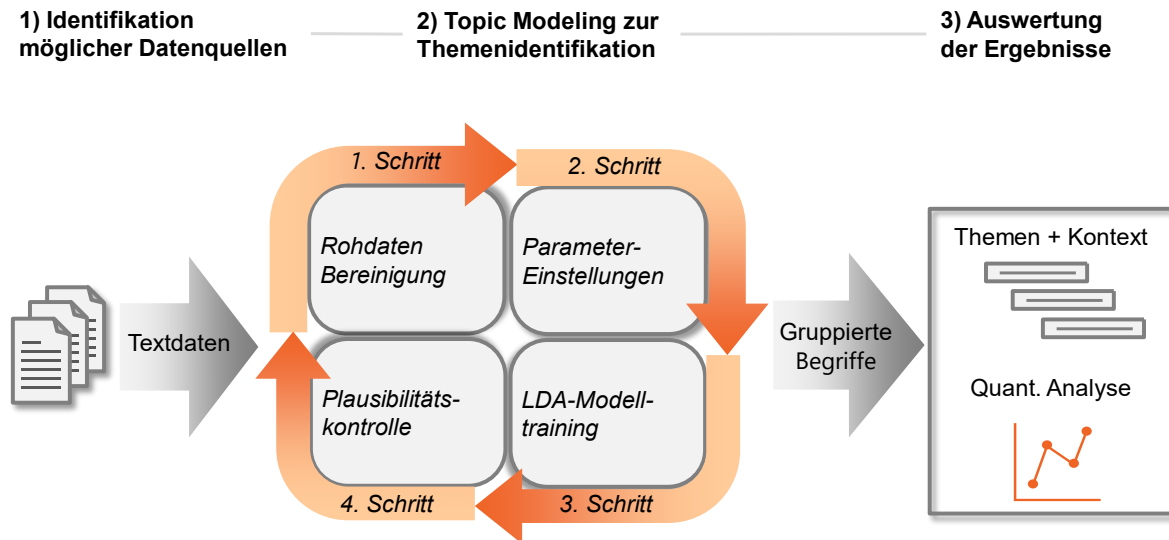 1) Identifikation
möglicher Datenquellen
2) Topic Modeling zur
Themenidentifikation
3) Auswertung
der Ergebnisse
1. Schritt
2. Schritt
Rohdaten
Bereinigung
Parameter-
Einstellungen
Textdaten
Plausibilitäts-
kontrolle
LDA-Modell-
training
4. Schritt
3. Schritt
Gruppierte
Begriffe
Themen + Kontext
Quant. Analyse